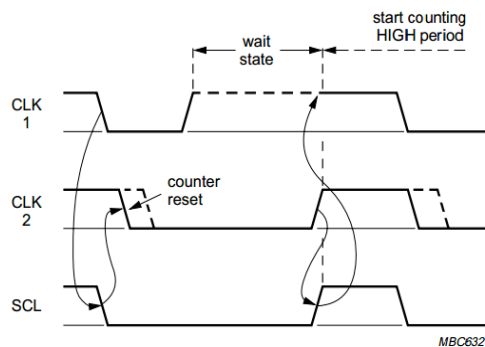 start counting
HIGH period
wait
state
CLK
1
counter
reset
CLK
2
SCL
MBC632